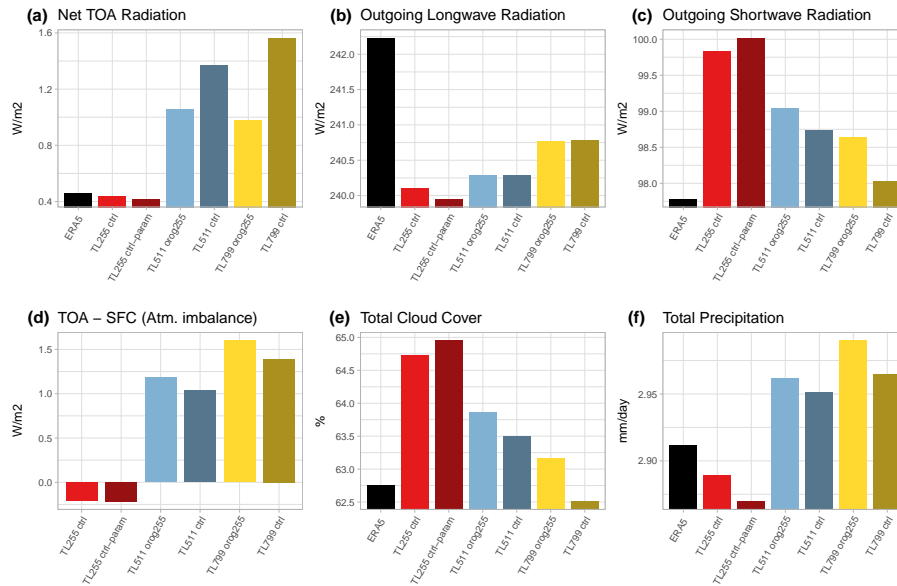 (a) Net TOA Radiation
W/m2
1.6
1.2
0.8
0.4
ERA5
TL255 ctrl
TL255 ctrl−param
TL511 orog255
TL511 ctrl
TL799 orog255
TL799 ctrl
(b) Outgoing Longwave Radiation
W/m2
242.0
241.5
241.0
240.5
240.0
ERA5
TL255 ctrl
TL255 ctrl−param
TL511 orog255
TL511 ctrl
TL799 orog255
TL799 ctrl
(c) Outgoing Shortwave Radiation
W/m2
100.0
99.5
99.0
98.5
98.0
ERA5
TL255 ctrl
TL255 ctrl−param
TL511 orog255
TL511 ctrl
TL799 orog255
TL799 ctrl
(d) TOA − SFC (Atm. imbalance)
W/m2
1.5
1.0
0.5
0.0
TL255 ctrl
TL255 ctrl−param
TL511 orog255
TL511 ctrl
TL799 orog255
TL799 ctrl
(e) Total Cloud Cover
%
65.0
64.5
64.0
63.5
63.0
62.5
ERA5
TL255 ctrl
TL255 ctrl−param
TL511 orog255
TL511 ctrl
TL799 orog255
TL799 ctrl
(f) Total Precipitation
mm/day
2.95
2.90
ERA5
TL255 ctrl
TL255 ctrl−param
TL511 orog255
TL511 ctrl
TL799 orog255
TL799 ctrl